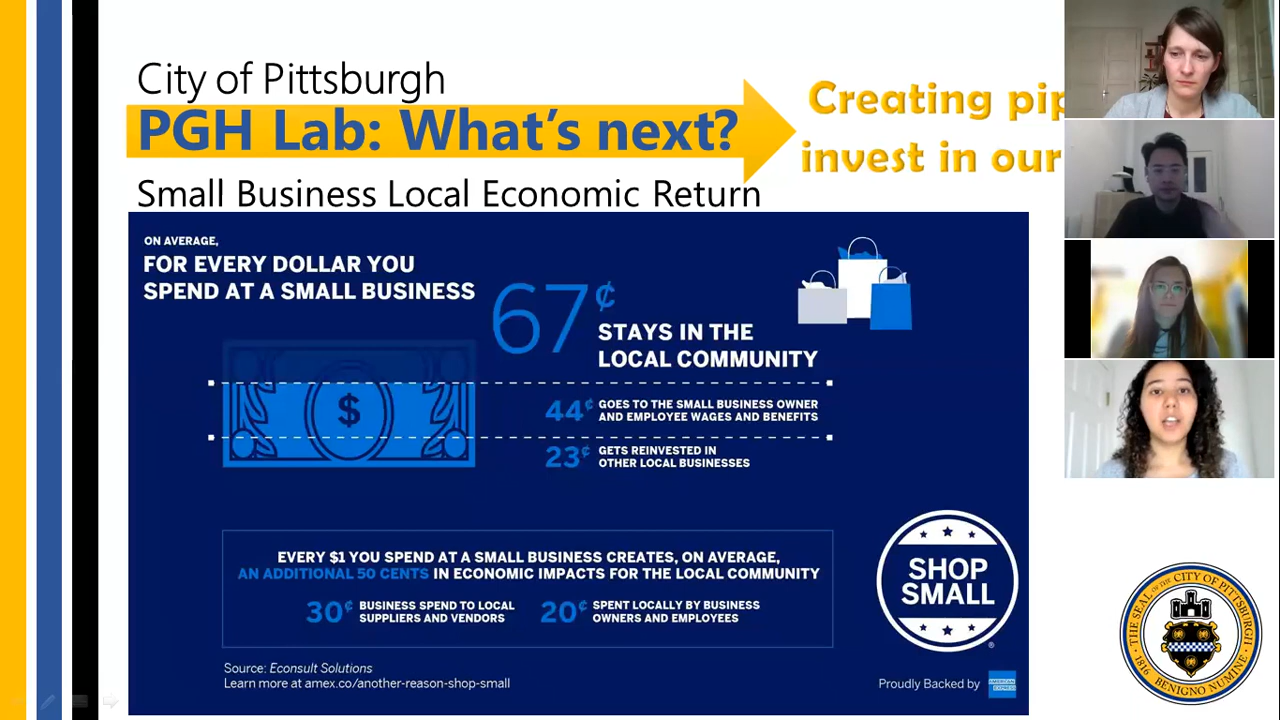 City of Pittsburgh
PGH Lab: What's next?
Creating pip
invest in our
Small Business Local Economic Return
ON AVERAGE,
FOR EVERY DOLLAR YOU
SPEND AT A SMALL BUSINESS
67¢
STAYS IN THE
LOCAL COMMUNITY
$
44¢ GOES TO THE SMALL BUSINESS OWNER
AND EMPLOYEE WAGES AND BENEFITS
23¢ GETS REINVESTED IN
OTHER LOCAL BUSINESSES
EVERY $1 YOU SPEND AT A SMALL BUSINESS CREATES, ON AVERAGE,
AN ADDITIONAL 50 CENTS IN ECONOMIC IMPACTS FOR THE LOCAL COMMUNITY
30¢ BUSINESS SPEND TO LOCAL
SUPPLIERS AND VENDORS
20¢ SPENT LOCALLY BY BUSINESS
OWNERS AND EMPLOYEES
SHOP
SMALL
®
Source: Econsult Solutions
Learn more at amex.co/another-reason-shop-small
Proudly Backed by
AMERICAN
EXPRESS
THE SEAL OF THE CITY OF PITTSBURGH
1816
BENIGNO NUMINE